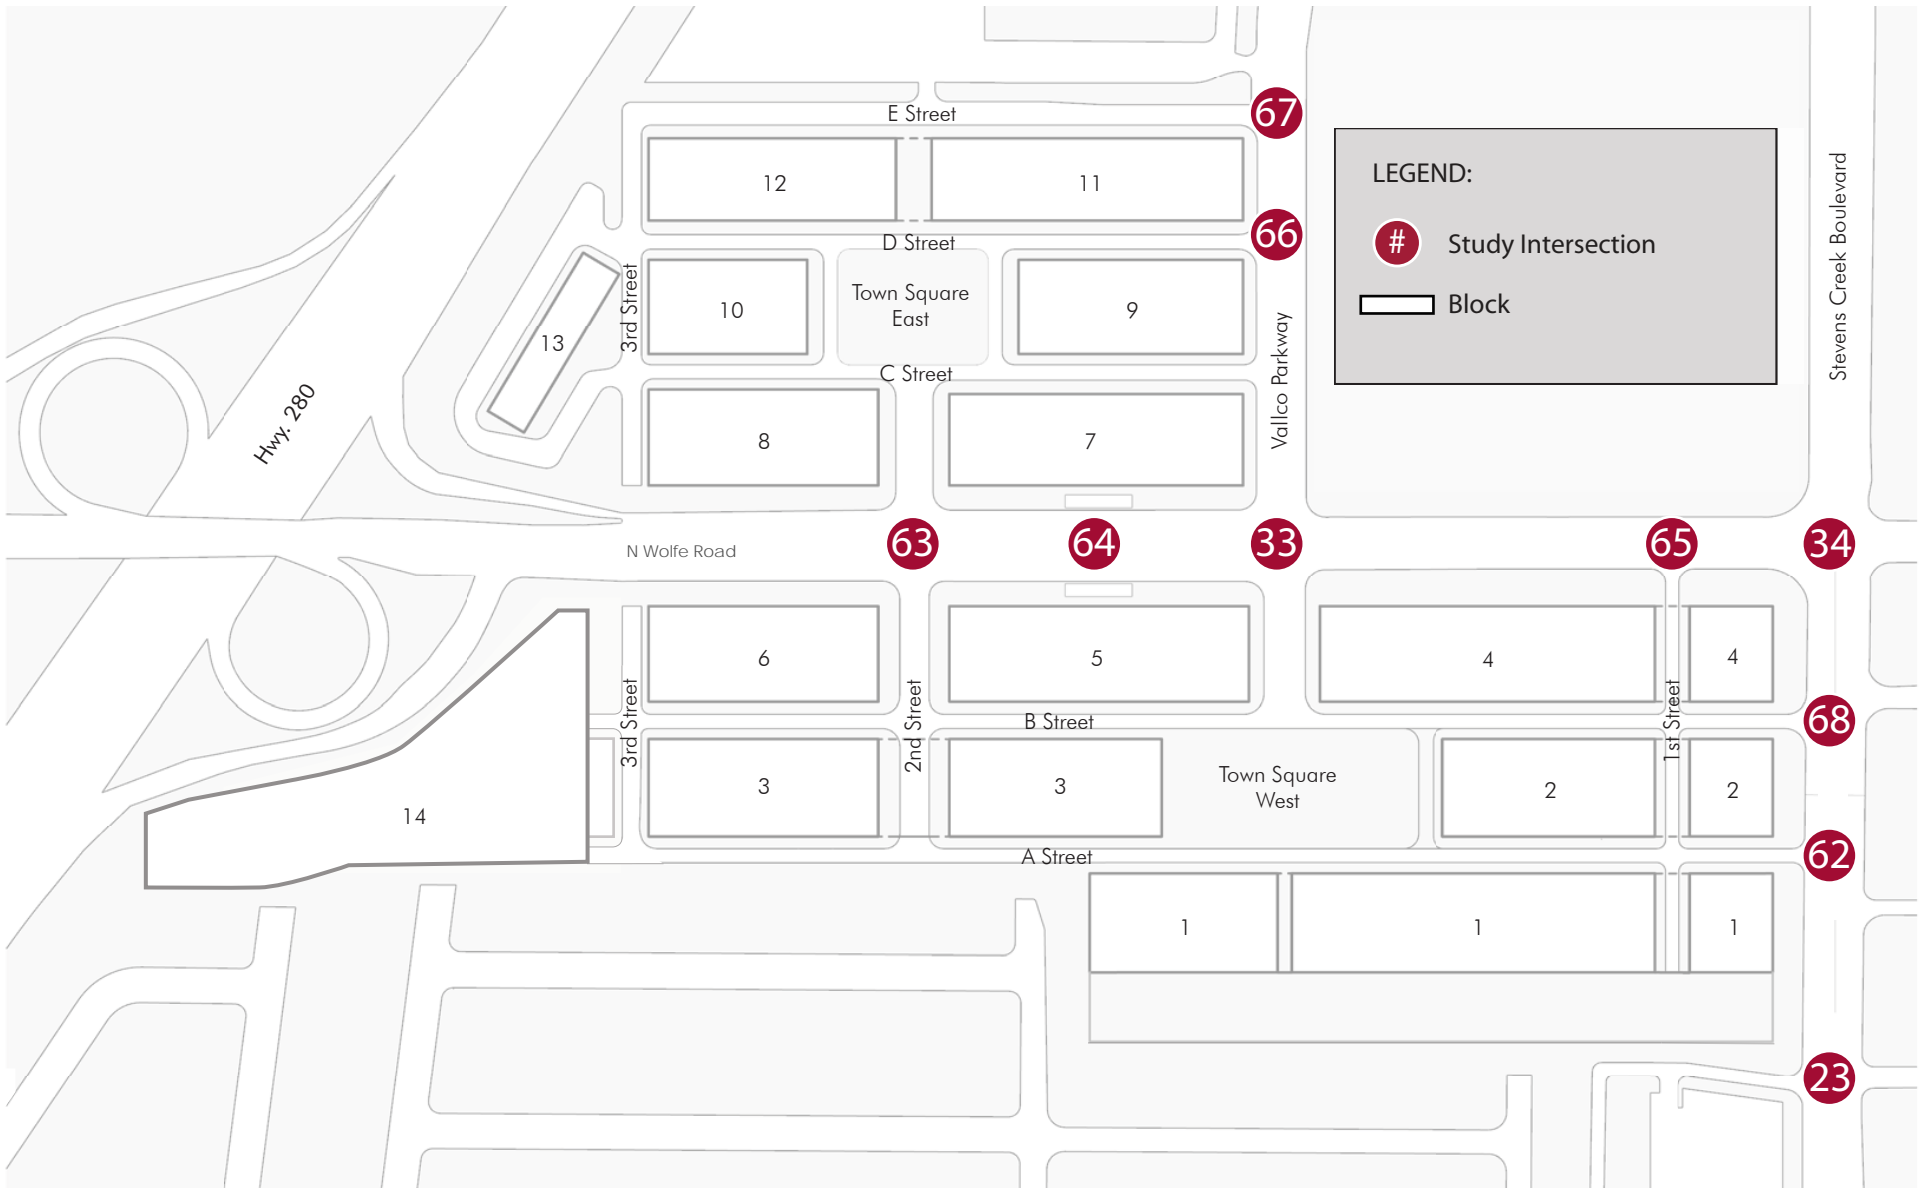 E Street
67
12
11
LEGEND:
# Study Intersection
Block
Stevens Creek Boulevard
66
D Street
3rd Street
10
Town Square
East
9
13
Vallco Parkway
C Street
Hwy. 280
8
7
N Wolfe Road
63
64
33
65
34
6
5
4
4
3rd Street
2nd Street
B Street
1st Street
68
3
3
Town Square
West
2
2
14
A Street
62
1
1
1
23